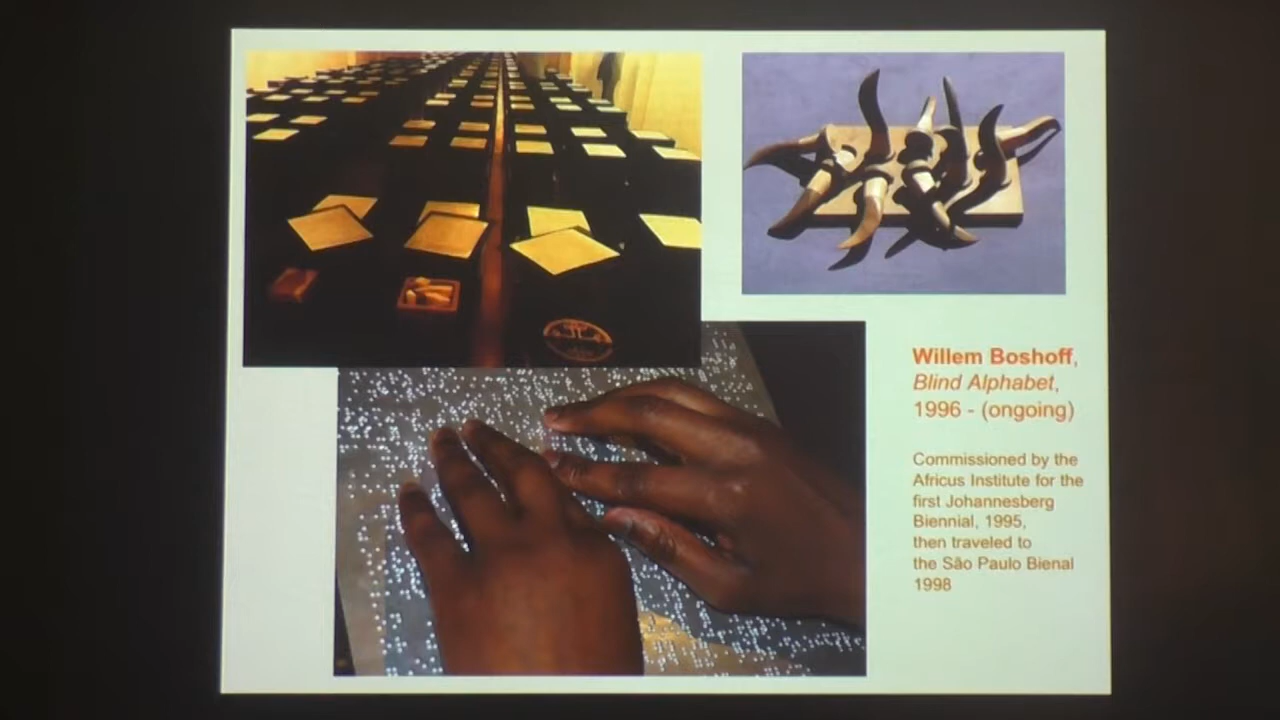 Willem Boshoff,
Blind Alphabet,
1996 - (ongoing)
Commissioned by the
Africus Institute for the
first Johannesberg
Biennial, 1995,
then traveled to
the São Paulo Bienal
1998